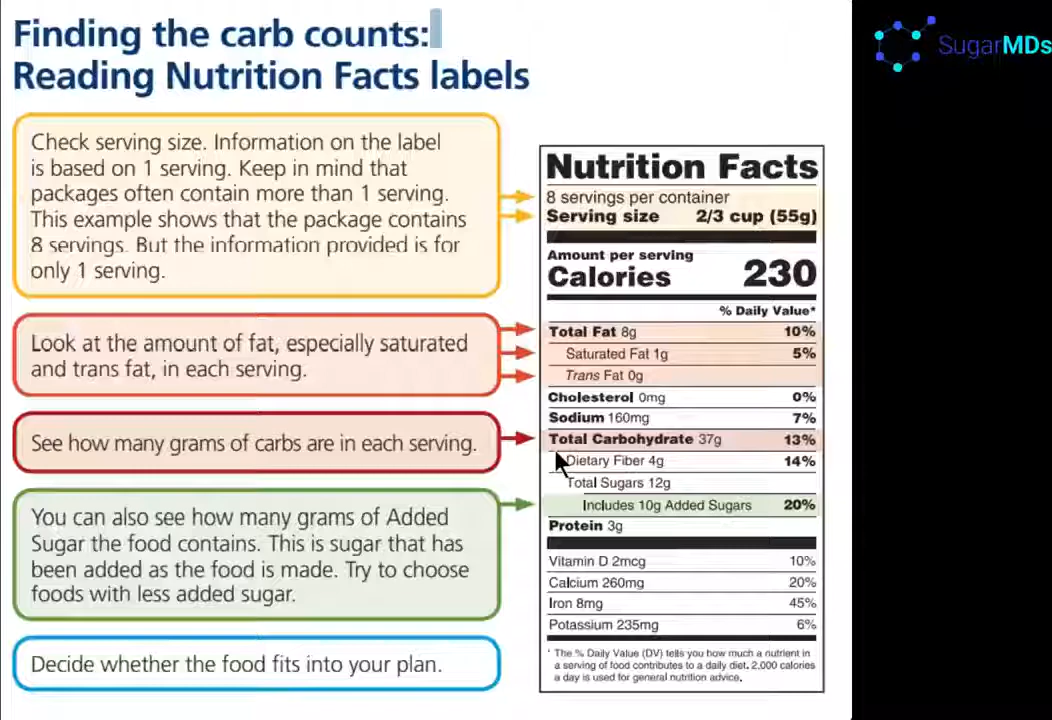 Finding the carb counts:
Reading Nutrition Facts labels
SugarMDs
Check serving size. Information on the label
is based on 1 serving. Keep in mind that
packages often contain more than 1 serving.
This example shows that the package contains
8 servings. But the information provided is for
only 1 serving.
Look at the amount of fat, especially saturated
and trans fat, in each serving.
See how many grams of carbs are in each serving.
You can also see how many grams of Added
Sugar the food contains. This is sugar that has
been added as the food is made. Try to choose
foods with less added sugar.
Decide whether the food fits into your plan.
Nutrition Facts
8 servings per container
Serving size 2/3 cup (55g)
Amount per serving
Calories 230
% Daily Value*
Total Fat 8g 10%
Saturated Fat 1g 5%
Trans Fat 0g
Cholesterol 0mg 0%
Sodium 160mg 7%
Total Carbohydrate 37g 13%
Dietary Fiber 4g 14%
Total Sugars 12g
Includes 10g Added Sugars 20%
Protein 3g
Vitamin D 2mcg 10%
Calcium 260mg 20%
Iron 8mg 45%
Potassium 235mg 6%
* The % Daily Value (DV) tells you how much a nutrient in
a serving of food contributes to a daily diet. 2,000 calories
a day is used for general nutrition advice.